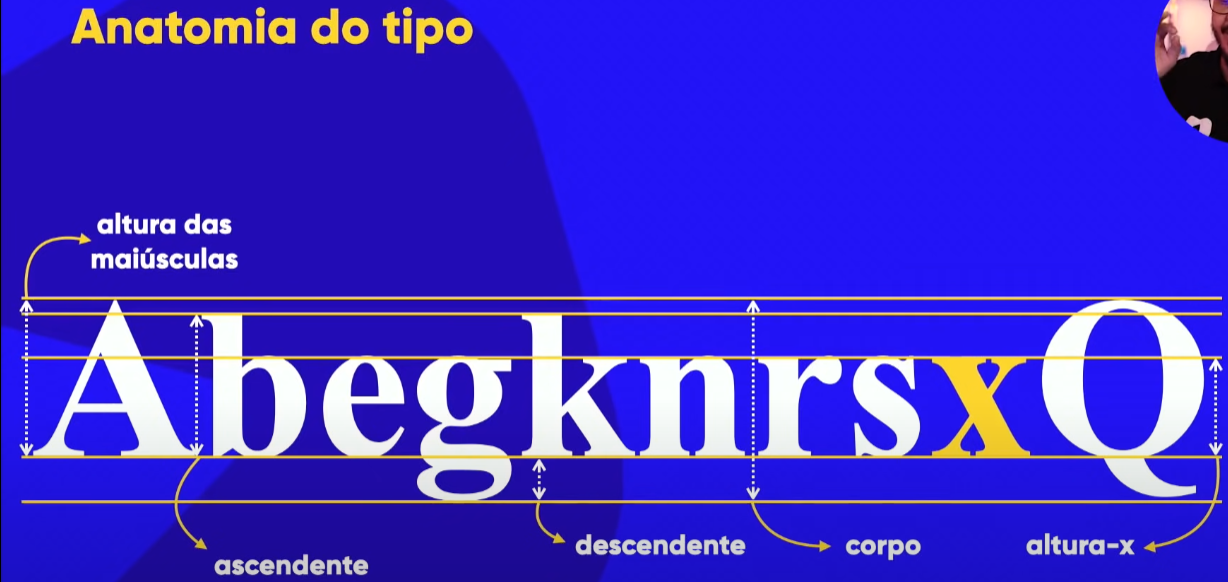 Anatomia do tipo
altura das
maiúsculas
AbegknrsxQ
ascendente
descendente
corpo
altura-x